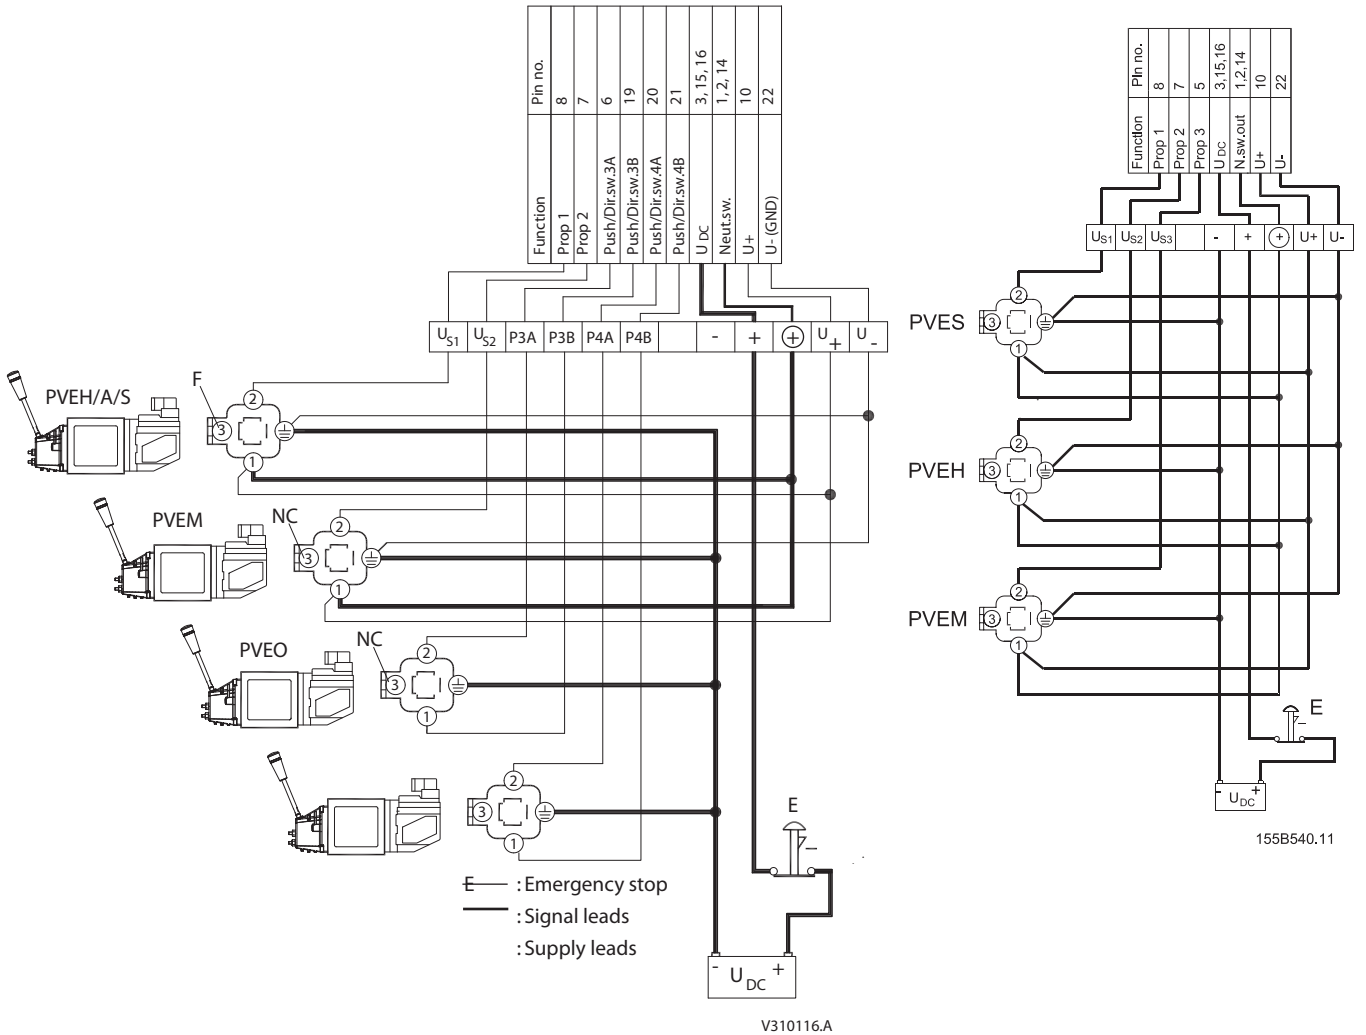 Function Pin no.
Prop 1 8
Prop 2 7
Push/Dir.sw.3A 6
Push/Dir.sw.3B 19
Push/Dir.sw.4A 20
Push/Dir.sw.4B 21
U DC 3, 15, 16
Neut.sw. 1, 2, 14
U+ 10
U- (GND) 22
US1 US2 P3A P3B P4A P4B - + + U+ U-
PVEH/A/S
F
2
3
1
PVEM
NC
2
3
1
PVEO
NC
2
3
1
2
3
1
E
-
E : Emergency stop
: Signal leads
: Supply leads
- UDC +
V310116.A
Function Pin no.
Prop 1 8
Prop 2 7
Prop 3 5
UDC 3,15,16
N.sw.out 1,2,14
U+ 10
U- 22
US1 US2 US3 - + + U+ U-
PVES
2
3
1
PVEH
2
3
1
PVEM
2
3
1
E
-
- UDC +
155B540.11